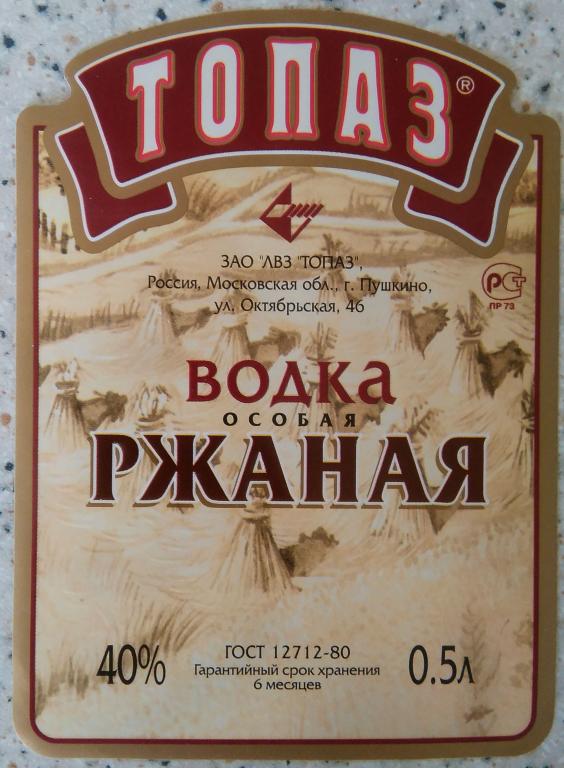 ТОПАЗ®
ЗАО "ЛВЗ "ТОПАЗ",
Россия, Московская обл., г. Пушкино,
ул. Октябрьская, 46
РСТ
ПР 73
ВОДКА
ОСОБАЯ
РЖАНАЯ
40%
ГОСТ 12712-80
Гарантийный срок хранения
6 месяцев
0.5л